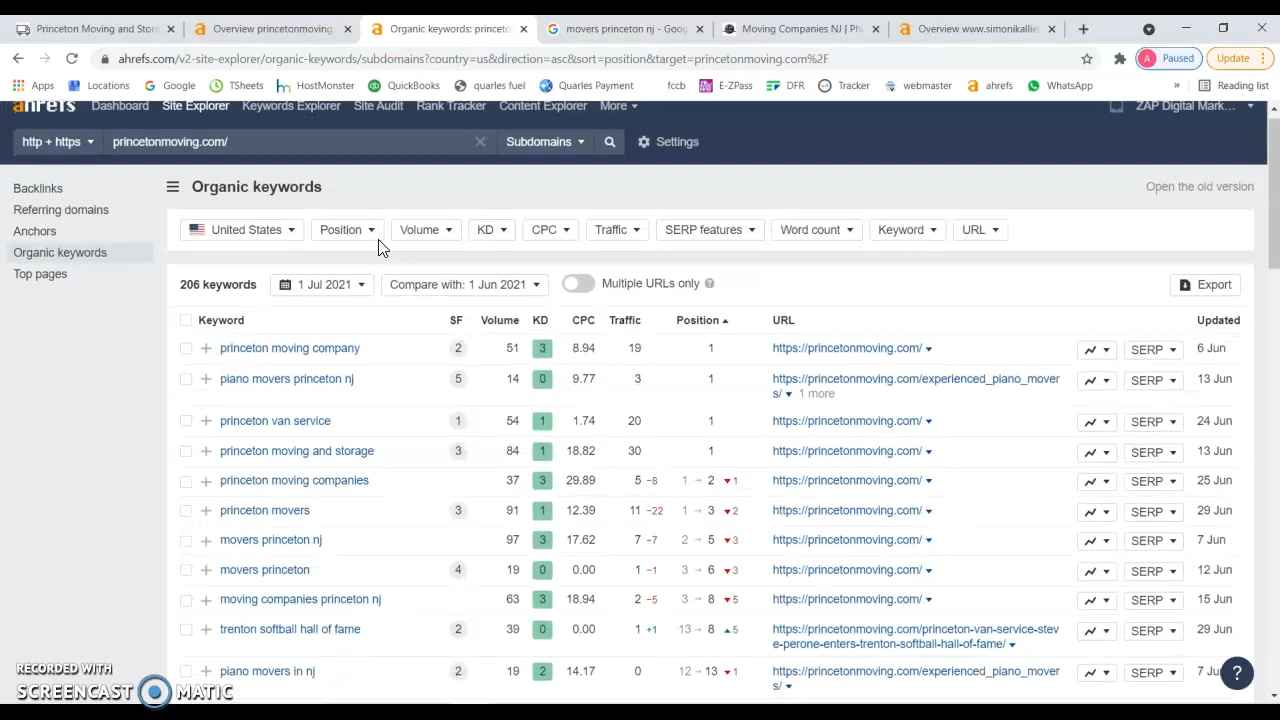 Princeton Moving and Stor
Overview princetonmoving.
Organic keywords: princeto
movers princeton nj - Goog
Moving Companies NJ | Phi
Overview www.simonikallie
ahrefs.com/v2-site-explorer/organic-keywords/subdomains?country=us&direction=asc&sort=position&target=princetonmoving.com%2F
A Paused
Update
Apps
Locations
Google
TSheets
HostMonster
QuickBooks
quarles fuel
Quarles Payment
fccb
E-ZPass
DFR
Tracker
webmaster
ahrefs
WhatsApp
»
Reading list
ahrefs Dashboard Site Explorer Keywords Explorer Site Audit Rank Tracker Content Explorer More
ZAP Digital Mark...
http + https princetonmoving.com/ Subdomains Settings
Backlinks
Referring domains
Anchors
Organic keywords
Top pages
Organic keywords
Open the old version
United States Position Volume KD CPC Traffic SERP features Word count Keyword URL
206 keywords 1 Jul 2021 Compare with: 1 Jun 2021 Multiple URLs only ? Export
Keyword SF Volume KD CPC Traffic Position URL Updated
princeton moving company 2 51 3 8.94 19 1 https://princetonmoving.com/ SERP 6 Jun
piano movers princeton nj 5 14 0 9.77 3 1 https://princetonmoving.com/experienced_piano_mover SERP 13 Jun
s/ 1 more
princeton van service 1 54 1 1.74 20 1 https://princetonmoving.com/ SERP 24 Jun
princeton moving and storage 3 84 1 18.82 30 1 https://princetonmoving.com/ SERP 13 Jun
princeton moving companies 37 3 29.89 5 −8 1 → 2 ▼1 https://princetonmoving.com/ SERP 25 Jun
princeton movers 3 91 1 12.39 11 −22 1 → 3 ▼2 https://princetonmoving.com/ SERP 29 Jun
movers princeton nj 97 3 17.62 7 −7 2 → 5 ▼3 https://princetonmoving.com/ SERP 7 Jun
movers princeton 4 19 0 0.00 1 −1 3 → 6 ▼3 https://princetonmoving.com/ SERP 12 Jun
moving companies princeton nj 63 3 18.94 2 −5 3 → 8 ▼5 https://princetonmoving.com/ SERP 15 Jun
trenton softball hall of fame 2 39 0 0.00 1 +1 13 → 8 ▲5 https://princetonmoving.com/princeton-van-service-stev SERP 29 Jun
e-perone-enters-trenton-softball-hall-of-fame/
piano movers in nj 2 19 2 14.17 0 12 → 13 ▼1 https://princetonmoving.com/experienced_piano_mover SERP 7 Jun
s/
?
RECORDED WITH
SCREENCAST MATIC